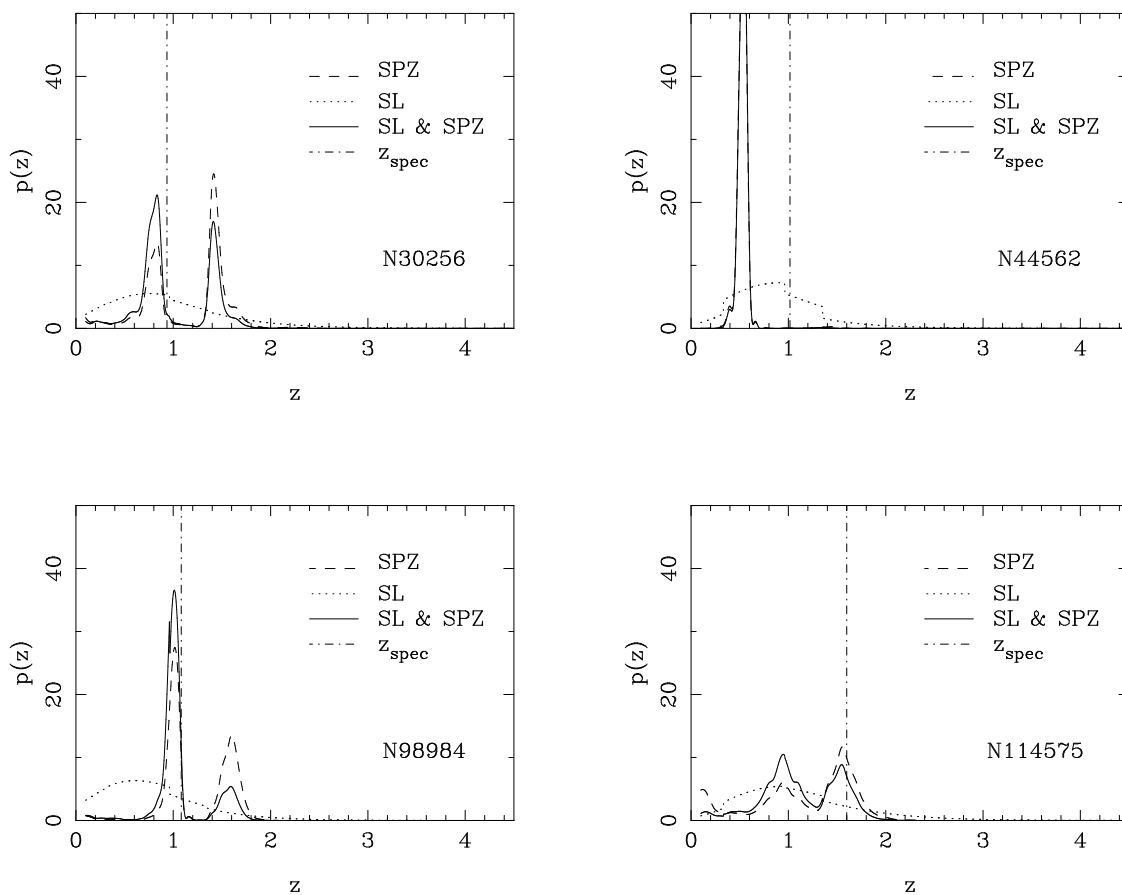 p(z)
0 20 40
SPZ
SL
SL & SPZ
z_spec
N30256
0 1 2 3 4
z
p(z)
0 20 40
SPZ
SL
SL & SPZ
z_spec
N44562
0 1 2 3 4
z
p(z)
0 20 40
SPZ
SL
SL & SPZ
z_spec
N98984
0 1 2 3 4
z
p(z)
0 20 40
SPZ
SL
SL & SPZ
z_spec
N114575
0 1 2 3 4
z